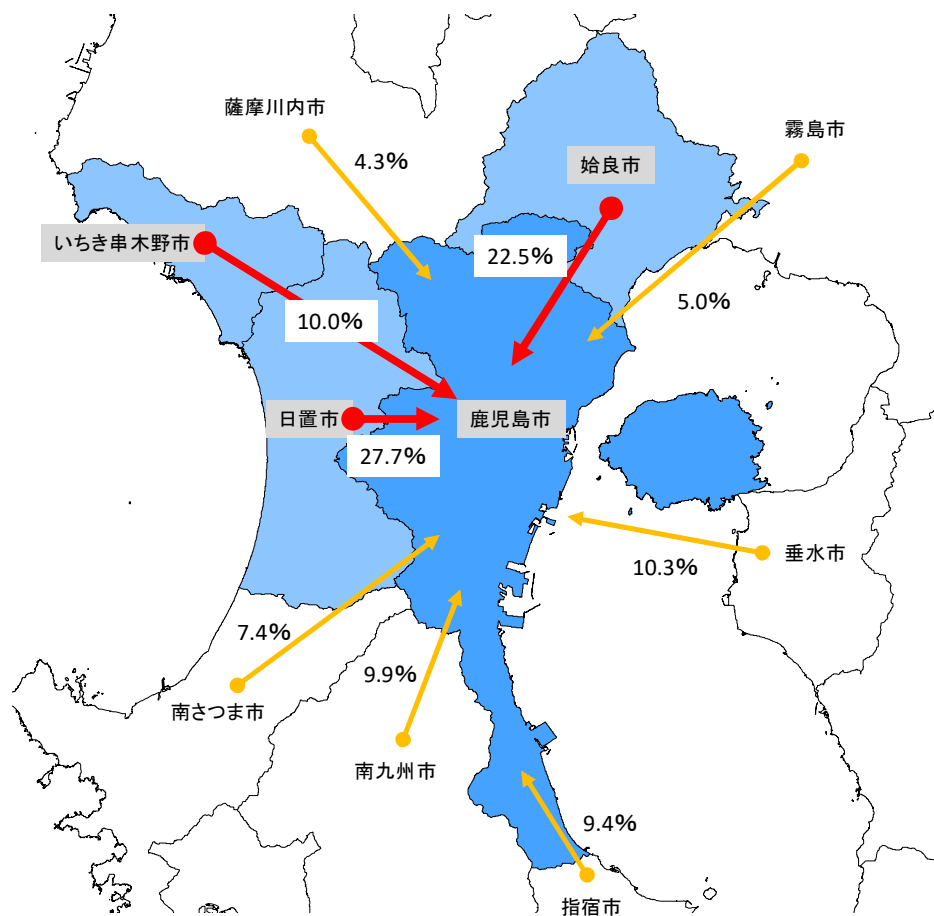 薩摩川内市
霧島市
4.3%
姶良市
いちき串木野市
22.5%
5.0%
10.0%
日置市
鹿児島市
27.7%
垂水市
10.3%
7.4%
9.9%
南さつま市
南九州市
9.4%
指宿市